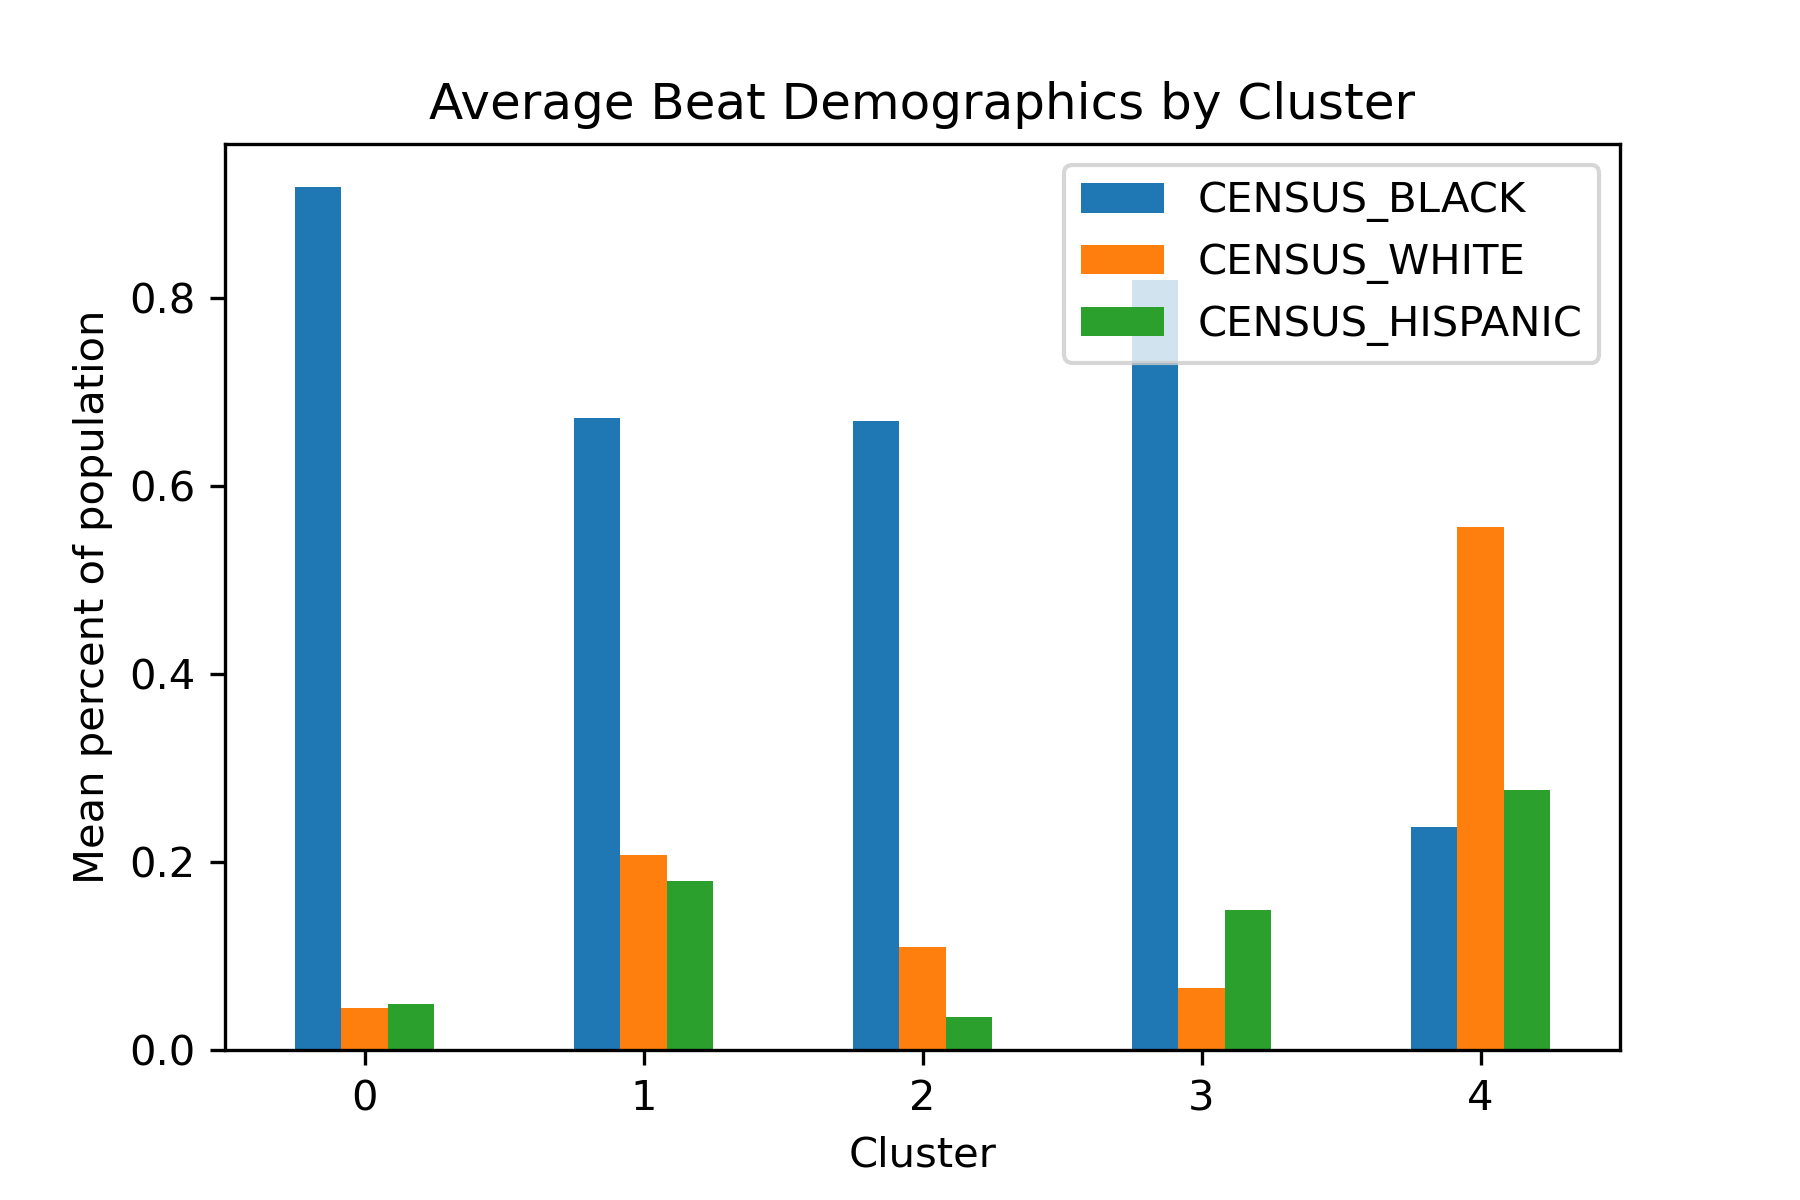 Average Beat Demographics by Cluster
CENSUS_BLACK
CENSUS_WHITE
CENSUS_HISPANIC
Mean percent of population
0.8
0.6
0.4
0.2
0.0
0 1 2 3 4
Cluster